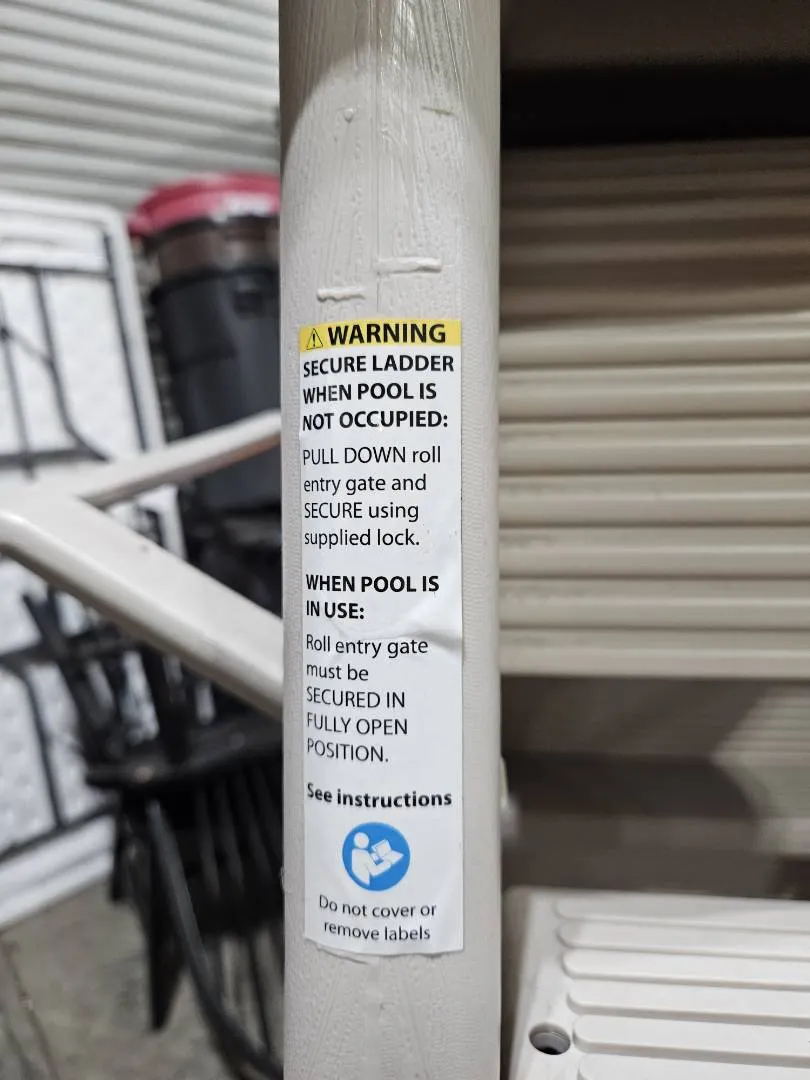 WARNING
SECURE LADDER
WHEN POOL IS
NOT OCCUPIED:
PULL DOWN roll
entry gate and
SECURE using
supplied lock.
WHEN POOL IS
IN USE:
Roll entry gate
must be
SECURED IN
FULLY OPEN
POSITION.
See instructions
Do not cover or
remove labels